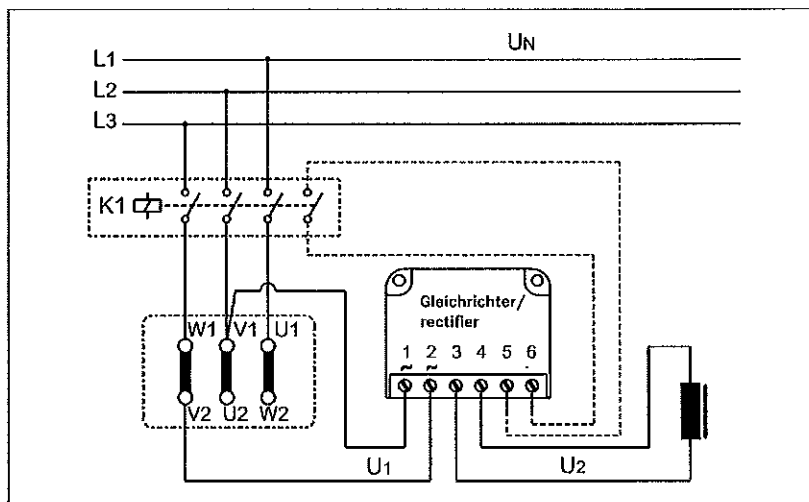 UN
L1
L2
L3
K1
Gleichrichter/
rectifier
W1 V1 U1
1 2 3 4 5 6
~ ~
V2 U2 W2
U1 U2